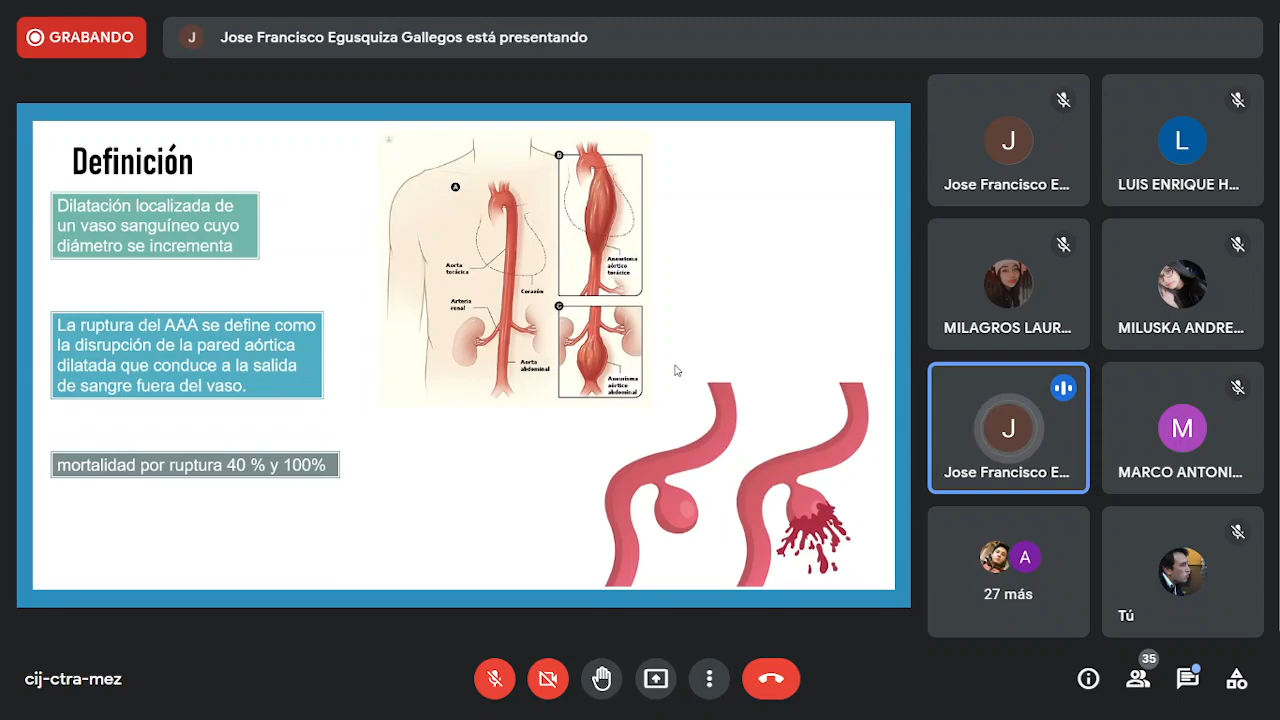 GRABANDO
J
Jose Francisco Egusquiza Gallegos está presentando
Definición
Dilatación localizada de
un vaso sanguíneo cuyo
diámetro se incrementa
La ruptura del AAA se define como
la disrupción de la pared aórtica
dilatada que conduce a la salida
de sangre fuera del vaso.
mortalidad por ruptura 40 % y 100%
A
Aorta
torácica
Corazón
Arteria
renal
Aorta
abdominal
B
Aneurisma
aórtico
torácico
C
Aneurisma
aórtico
abdominal
J
Jose Francisco E...
L
LUIS ENRIQUE H...
MILAGROS LAUR...
MILUSKA ANDRE...
J
Jose Francisco E...
M
MARCO ANTONI...
A
27 más
Tú
cij-ctra-mez
35